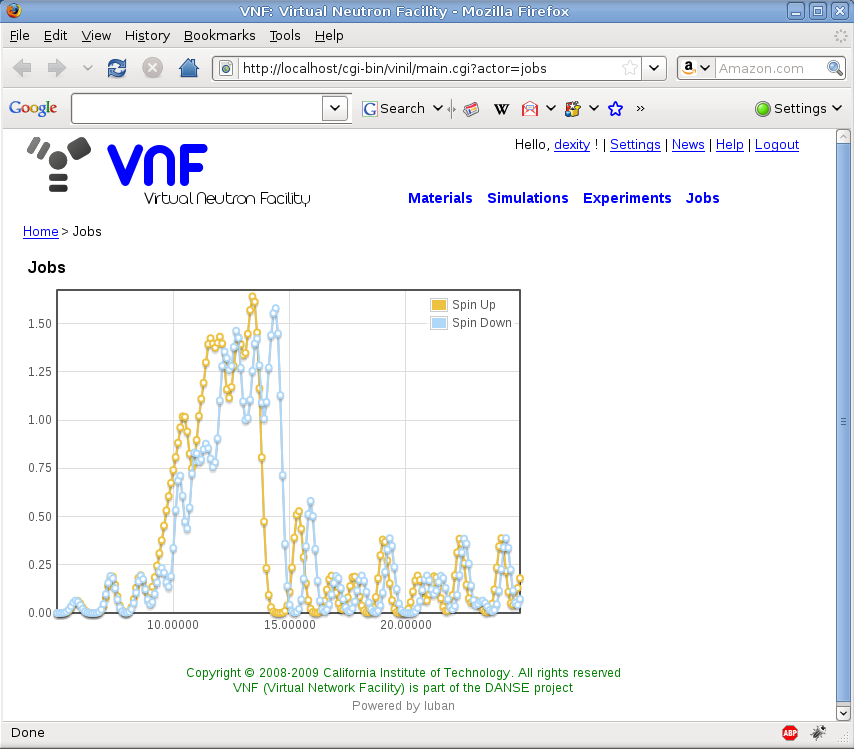 VNF: Virtual Neutron Facility - Mozilla Firefox
File Edit View History Bookmarks Tools Help
http://localhost/cgi-bin/vinil/main.cgi?actor=jobs
a Amazon.com
Google G Search W » Settings
Hello, dexity ! | Settings | News | Help | Logout
VNF
Virtual Neutron Facility
Materials Simulations Experiments Jobs
Home > Jobs
Jobs
Spin Up
Spin Down
1.50
1.25
1.00
0.75
0.50
0.25
0.00
10.00000 15.00000 20.00000
Copyright © 2008-2009 California Institute of Technology. All rights reserved
VNF (Virtual Network Facility) is part of the DANSE project
Powered by luban
Done
ABP